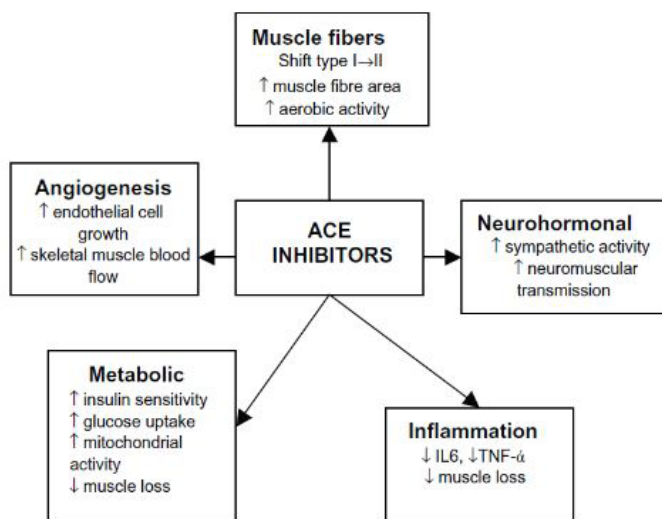 Muscle fibers
Shift type I→II
↑ muscle fibre area
↑ aerobic activity
Angiogenesis
↑ endothelial cell
growth
↑ skeletal muscle blood
flow
ACE
INHIBITORS
Neurohormonal
↑ sympathetic activity
↑ neuromuscular
transmission
Metabolic
↑ insulin sensitivity
↑ glucose uptake
↑ mitochondrial
activity
↓ muscle loss
Inflammation
↓ IL6, ↓TNF-ά
↓ muscle loss